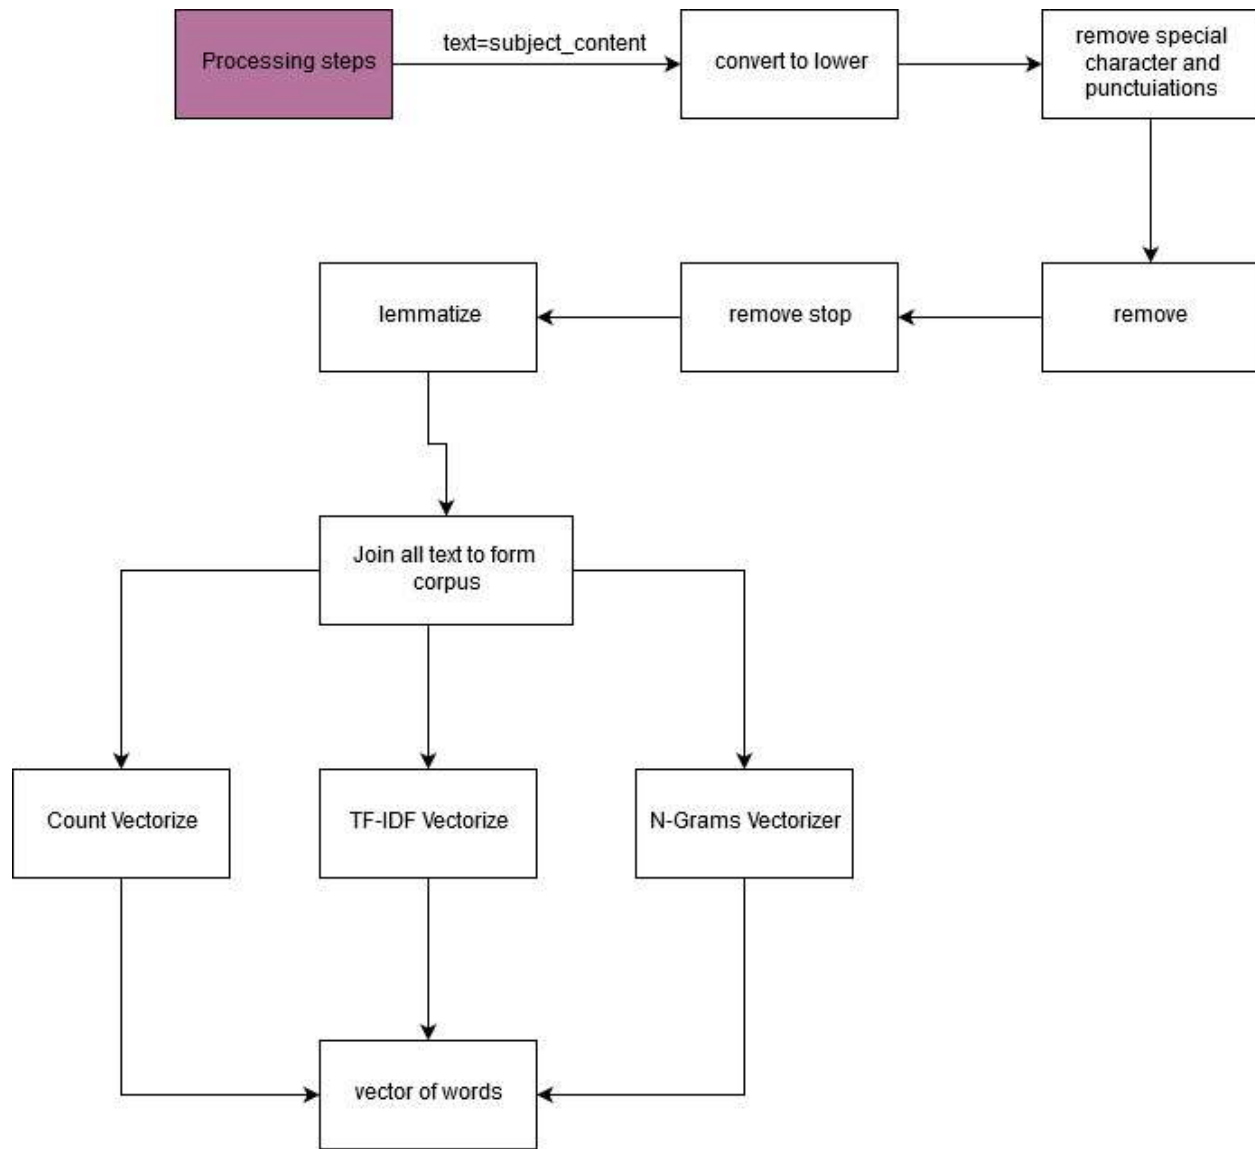 Processing steps
text=subject_content
convert to lower
remove special
character and
punctuiations
lemmatize
remove stop
remove
Join all text to form
corpus
Count Vectorize
TF-IDF Vectorize
N-Grams Vectorizer
vector of words